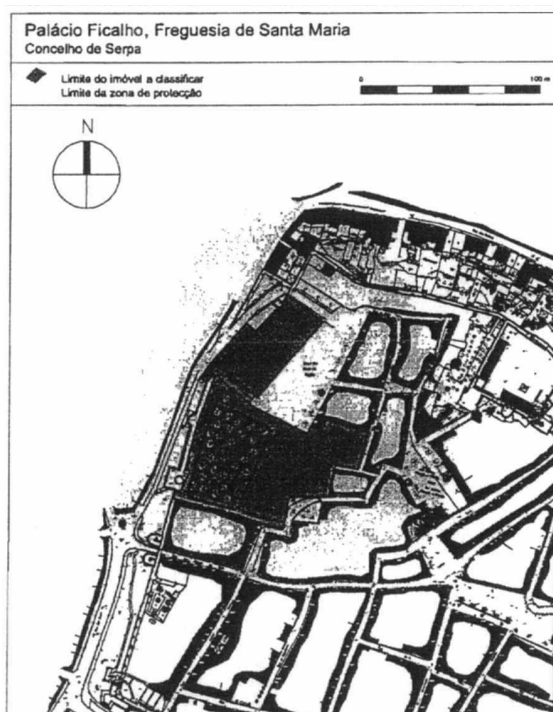 Palácio Ficalho, Freguesia de Santa Maria
Concelho de Serpa
Limite do imóvel a classificar
Limite da zona de protecção
0 100 m
N